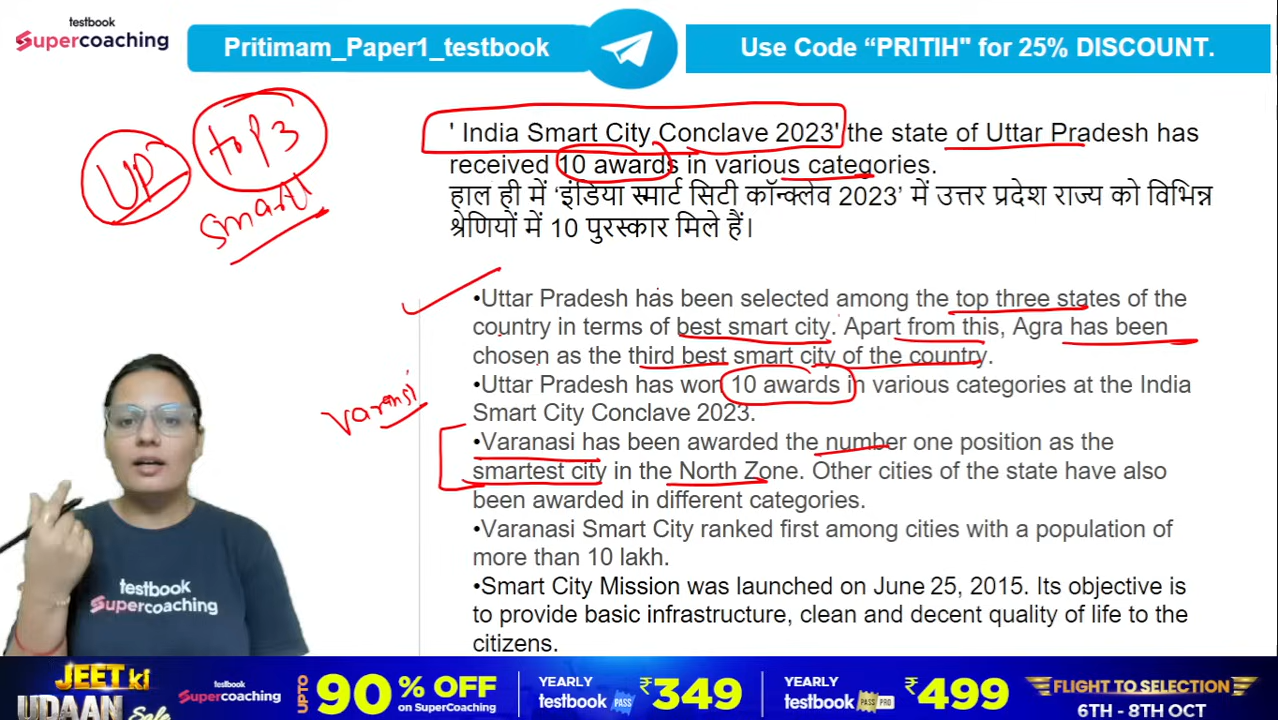 testbook
Supercoaching
Pritimam_Paper1_testbook
Use Code “PRITIH" for 25% DISCOUNT.
UP
top 3
smart
' India Smart City Conclave 2023' the state of Uttar Pradesh has
received 10 awards in various categories.
हाल ही में ‘इंडिया स्मार्ट सिटी कॉन्क्लेव 2023’ में उत्तर प्रदेश राज्य को विभिन्न
श्रेणियों में 10 पुरस्कार मिले हैं।
•Uttar Pradesh has been selected among the top three states of the
country in terms of best smart city. Apart from this, Agra has been
chosen as the third best smart city of the country.
•Uttar Pradesh has won 10 awards in various categories at the India
Smart City Conclave 2023.
Varansi
•Varanasi has been awarded the number one position as the
smartest city in the North Zone. Other cities of the state have also
been awarded in different categories.
•Varanasi Smart City ranked first among cities with a population of
more than 10 lakh.
•Smart City Mission was launched on June 25, 2015. Its objective is
to provide basic infrastructure, clean and decent quality of life to the
citizens.
testbook
Supercoaching
JEET ki
UDAAN Sale
testbook
Supercoaching
UPTO 90% OFF on SuperCoaching
YEARLY testbook PASS ₹349
YEARLY testbook PASS PRO ₹499
FLIGHT TO SELECTION
6TH - 8TH OCT